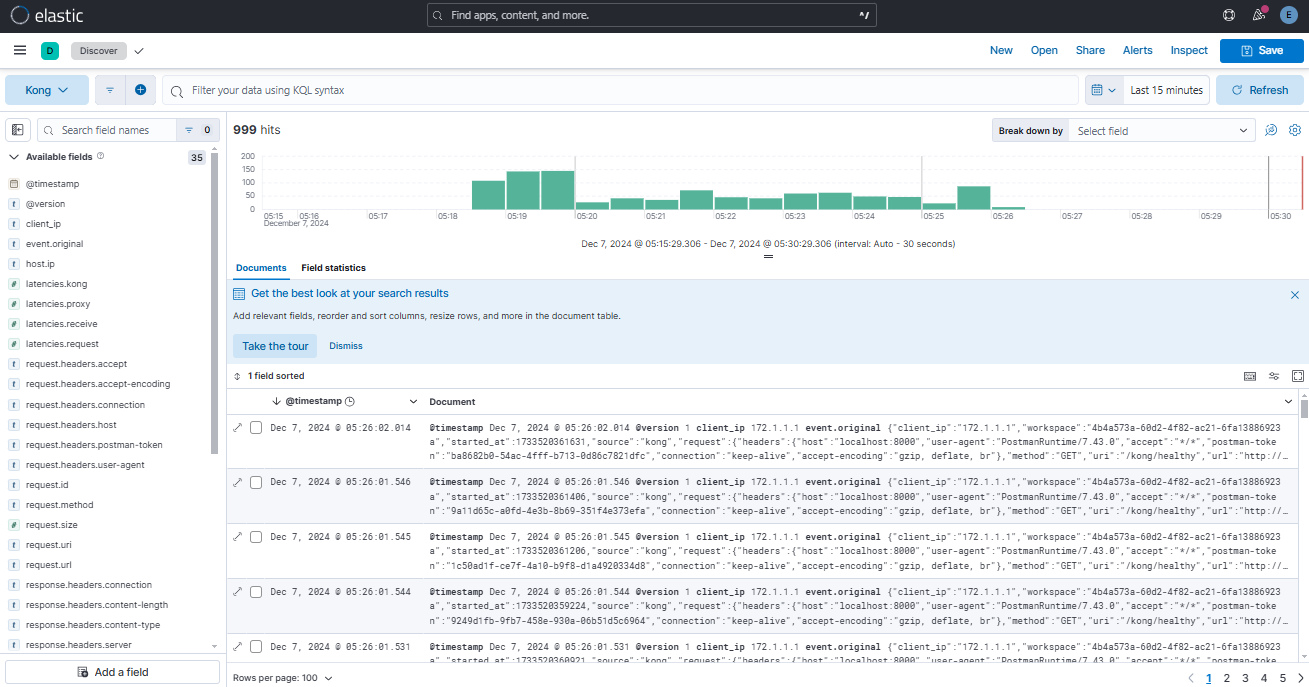 elastic
Find apps, content, and more.
^/
E
D
Discover
New
Open
Share
Alerts
Inspect
Save
Kong
Filter your data using KQL syntax
Last 15 minutes
Refresh
Search field names
0
Available fields
35
@timestamp
@version
client_ip
event.original
host.ip
latencies.kong
latencies.proxy
latencies.receive
latencies.request
request.headers.accept
request.headers.accept-encoding
request.headers.connection
request.headers.host
request.headers.postman-token
request.headers.user-agent
request.id
request.method
request.size
request.uri
request.url
response.headers.connection
response.headers.content-length
response.headers.content-type
response.headers.server
Add a field
999 hits
Break down by
Select field
200
150
100
50
0
05:15 05:16 05:17 05:18 05:19 05:20 05:21 05:22 05:23 05:24 05:25 05:26 05:27 05:28 05:29 05:30
December 7, 2024
Dec 7, 2024 @ 05:15:29.306 - Dec 7, 2024 @ 05:30:29.306 (interval: Auto - 30 seconds)
Documents Field statistics
Get the best look at your search results
Add relevant fields, reorder and sort columns, resize rows, and more in the document table.
Take the tour Dismiss
1 field sorted
@timestamp Document
Dec 7, 2024 @ 05:26:02.014 @timestamp Dec 7, 2024 @ 05:26:02.014 @version 1 client_ip 172.1.1.1 event.original {"client_ip":"172.1.1.1","workspace":"4b4a573a-60d2-4f82-ac21-6fa13886923
a","started_at":1733520361631,"source":"kong","request":{"headers":{"host":"localhost:8000","user-agent":"PostmanRuntime/7.43.0","accept":"*/*","postman-toke
n":"ba8682b0-54ac-4fff-b713-0d86c7821dfc","connection":"keep-alive","accept-encoding":"gzip, deflate, br"},"method":"GET","uri":"/kong/healthy","url":"http://…
Dec 7, 2024 @ 05:26:01.546 @timestamp Dec 7, 2024 @ 05:26:01.546 @version 1 client_ip 172.1.1.1 event.original {"client_ip":"172.1.1.1","workspace":"4b4a573a-60d2-4f82-ac21-6fa13886923
a","started_at":1733520361406,"source":"kong","request":{"headers":{"host":"localhost:8000","user-agent":"PostmanRuntime/7.43.0","accept":"*/*","postman-toke
n":"9a11d65c-a0fd-4e3b-8b69-351f4e373efa","connection":"keep-alive","accept-encoding":"gzip, deflate, br"},"method":"GET","uri":"/kong/healthy","url":"http://…
Dec 7, 2024 @ 05:26:01.545 @timestamp Dec 7, 2024 @ 05:26:01.545 @version 1 client_ip 172.1.1.1 event.original {"client_ip":"172.1.1.1","workspace":"4b4a573a-60d2-4f82-ac21-6fa13886923
a","started_at":1733520361206,"source":"kong","request":{"headers":{"host":"localhost:8000","user-agent":"PostmanRuntime/7.43.0","accept":"*/*","postman-toke
n":"1c50ad1f-ce7f-4a10-b9f8-d1a4920334d8","connection":"keep-alive","accept-encoding":"gzip, deflate, br"},"method":"GET","uri":"/kong/healthy","url":"http://…
Dec 7, 2024 @ 05:26:01.544 @timestamp Dec 7, 2024 @ 05:26:01.544 @version 1 client_ip 172.1.1.1 event.original {"client_ip":"172.1.1.1","workspace":"4b4a573a-60d2-4f82-ac21-6fa13886923
a","started_at":1733520359224,"source":"kong","request":{"headers":{"host":"localhost:8000","user-agent":"PostmanRuntime/7.43.0","accept":"*/*","postman-toke
n":"9249d1fb-9fb7-458e-930a-06b51d5c6964","connection":"keep-alive","accept-encoding":"gzip, deflate, br"},"method":"GET","uri":"/kong/healthy","url":"http://…
Dec 7, 2024 @ 05:26:01.531 @timestamp Dec 7, 2024 @ 05:26:01.531 @version 1 client_ip 172.1.1.1 event.original {"client_ip":"172.1.1.1","workspace":"4b4a573a-60d2-4f82-ac21-6fa13886923
a","started_at":1733520360921,"source":"kong","request":{"headers":{"host":"localhost:8000","user-agent":"PostmanRuntime/7.43.0","accept":"*/*","postman-toke
Rows per page: 100
1 2 3 4 5